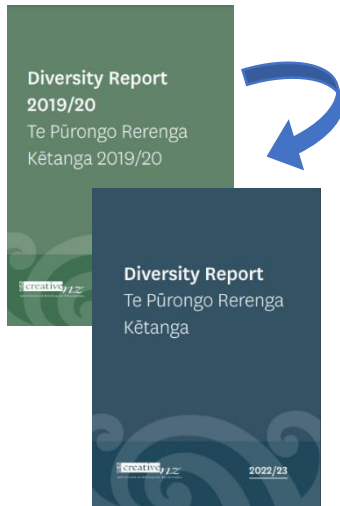 Diversity Report
2019/20
Te Pūrongo Rerenga
Kētanga 2019/20
creative nz
Diversity Report
Te Pūrongo Rerenga
Kētanga
creative nz
2022/23